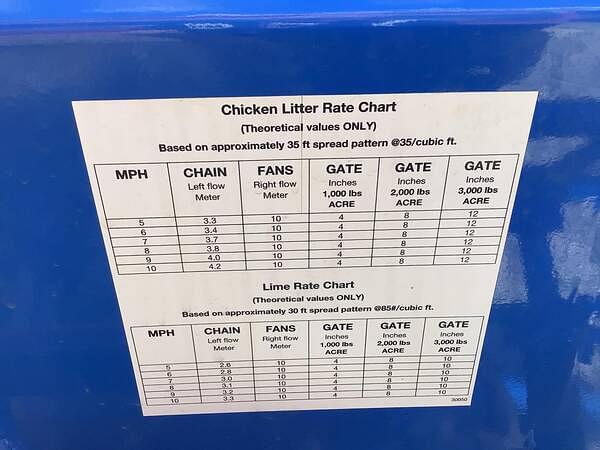 Chicken Litter Rate Chart
(Theoretical values ONLY)
Based on approximately 35 ft spread pattern @35/cubic ft.
MPH CHAIN Left flow Meter FANS Right flow Meter GATE Inches 1,000 lbs ACRE GATE Inches 2,000 lbs ACRE GATE Inches 3,000 lbs ACRE
5 3.3 10 4 8 12
6 3.4 10 4 8 12
7 3.7 10 4 8 12
8 3.8 10 4 8 12
9 4.0 10 4 8 12
10 4.2 10 4 8 12
Lime Rate Chart
(Theoretical values ONLY)
Based on approximately 30 ft spread pattern @85#/cubic ft.
MPH CHAIN Left flow Meter FANS Right flow Meter GATE Inches 1,000 lbs ACRE GATE Inches 2,000 lbs ACRE GATE Inches 3,000 lbs ACRE
5 2.6 10 4 8 10
6 2.8 10 4 8 10
7 3.0 10 4 8 10
8 3.1 10 4 8 10
9 3.2 10 4 8 10
10 3.3 10 4 8 10
30050